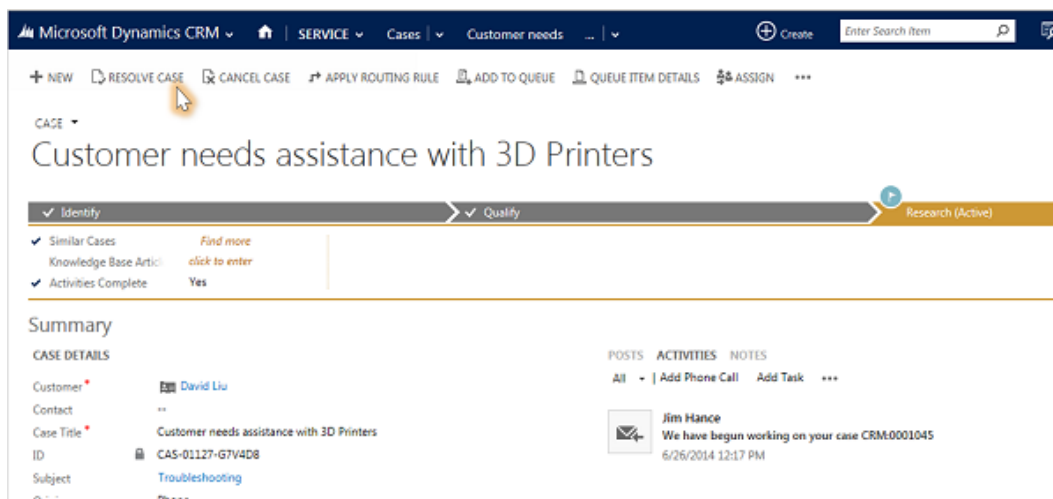 Microsoft Dynamics CRM SERVICE Cases Customer needs ... Create Enter Search Item
NEW RESOLVE CASE CANCEL CASE APPLY ROUTING RULE ADD TO QUEUE QUEUE ITEM DETAILS ASSIGN •••
CASE
Customer needs assistance with 3D Printers
Identify Qualify Research (Active)
Similar Cases Find more
Knowledge Base Artic click to enter
Activities Complete Yes
Summary
CASE DETAILS
POSTS ACTIVITIES NOTES
All | Add Phone Call Add Task •••
Customer* David Liu
Contact --
Case Title* Customer needs assistance with 3D Printers
ID CAS-01127-G7V4D8
Subject Troubleshooting
Jim Hance
We have begun working on your case CRM:0001045
6/26/2014 12:17 PM